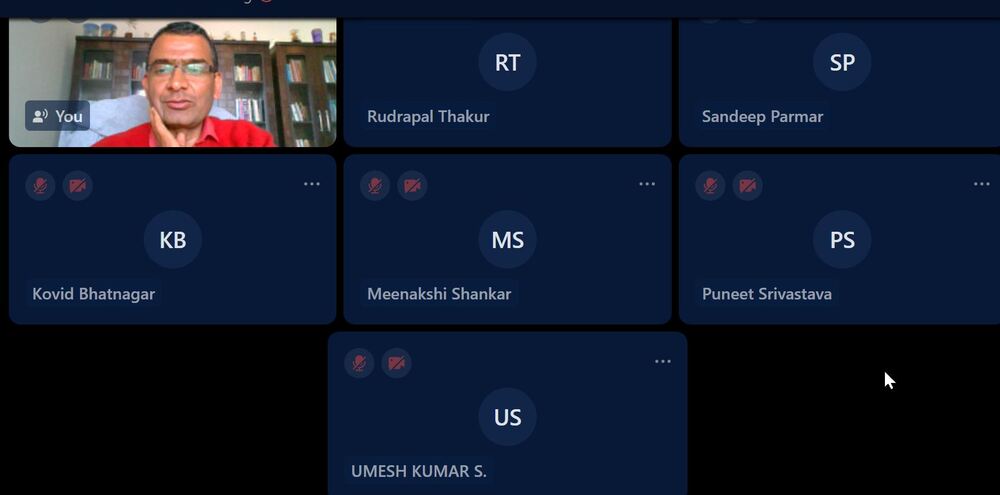 You
RT
Rudrapal Thakur
SP
Sandeep Parmar
KB
Kovid Bhatnagar
MS
Meenakshi Shankar
PS
Puneet Srivastava
US
UMESH KUMAR S.